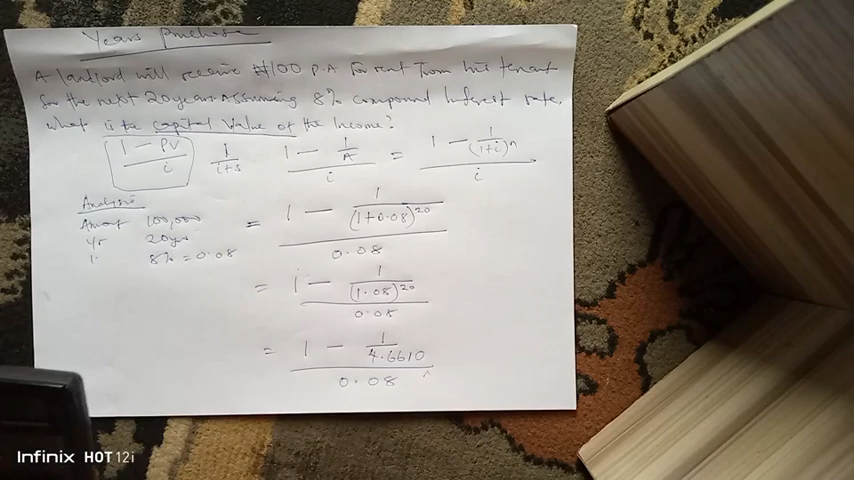 Years purchase
A landlord will receive ₦100 P.A for rent from his tenant
for the next 20 years. Assuming 8% compound Interest rate.
what is the capital value of the Income?
1 - PV / i    1 / i+s    1 - 1/A / i = 1 - 1/(1+i)^n / i
Analysis
Amount 100,000
yr 20yrs
i 8% = 0.08
= 1 - 1/(1+0.08)^20 / 0.08
= 1 - 1/(1.08)^20 / 0.08
= 1 - 1/4.6610 / 0.08
Infinix HOT 12i